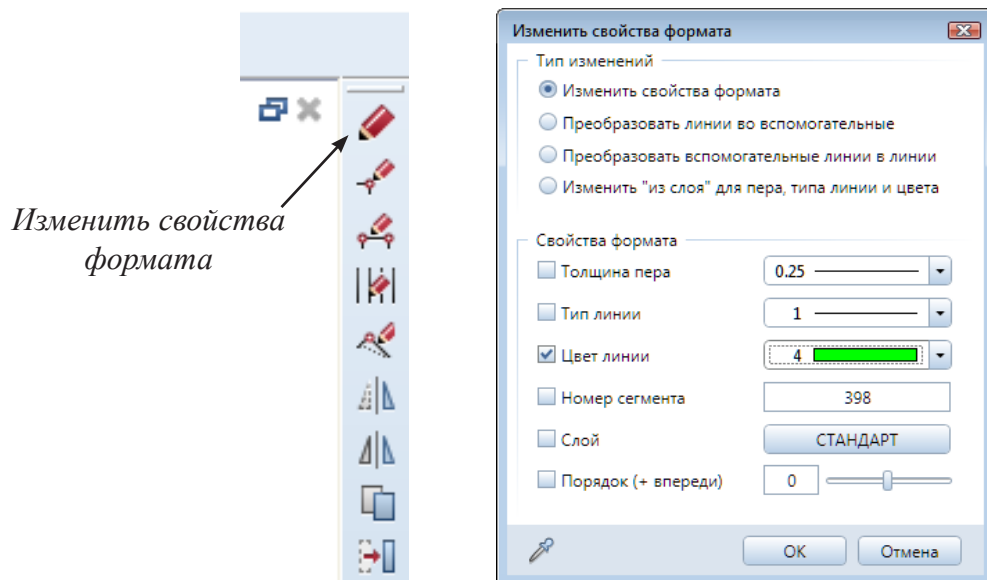 Изменить свойства
формата
Изменить свойства формата
Тип изменений
Изменить свойства формата
Преобразовать линии во вспомогательные
Преобразовать вспомогательные линии в линии
Изменить "из слоя" для пера, типа линии и цвета
Свойства формата
Толщина пера 0.25
Тип линии 1
Цвет линии 4
Номер сегмента 398
Слой СТАНДАРТ
Порядок (+ впереди) 0
OK Отмена